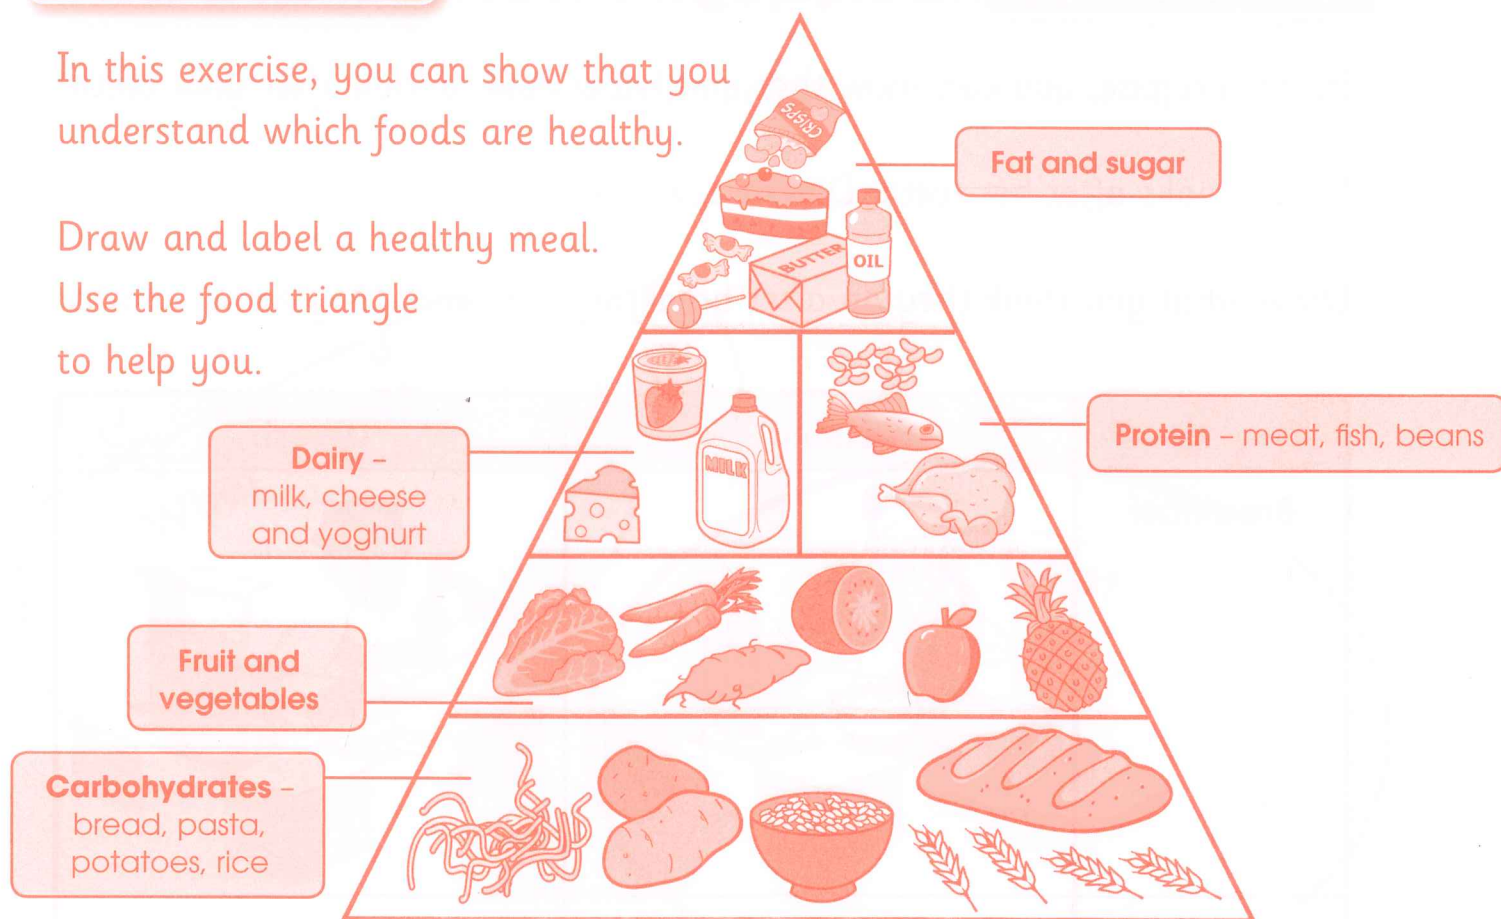 In this exercise, you can show that you
understand which foods are healthy.
Draw and label a healthy meal.
Use the food triangle
to help you.
CRISPS
Fat and sugar
BUTTER
OIL
Protein – meat, fish, beans
Dairy –
milk, cheese
and yoghurt
MILK
Fruit and
vegetables
Carbohydrates –
bread, pasta,
potatoes, rice